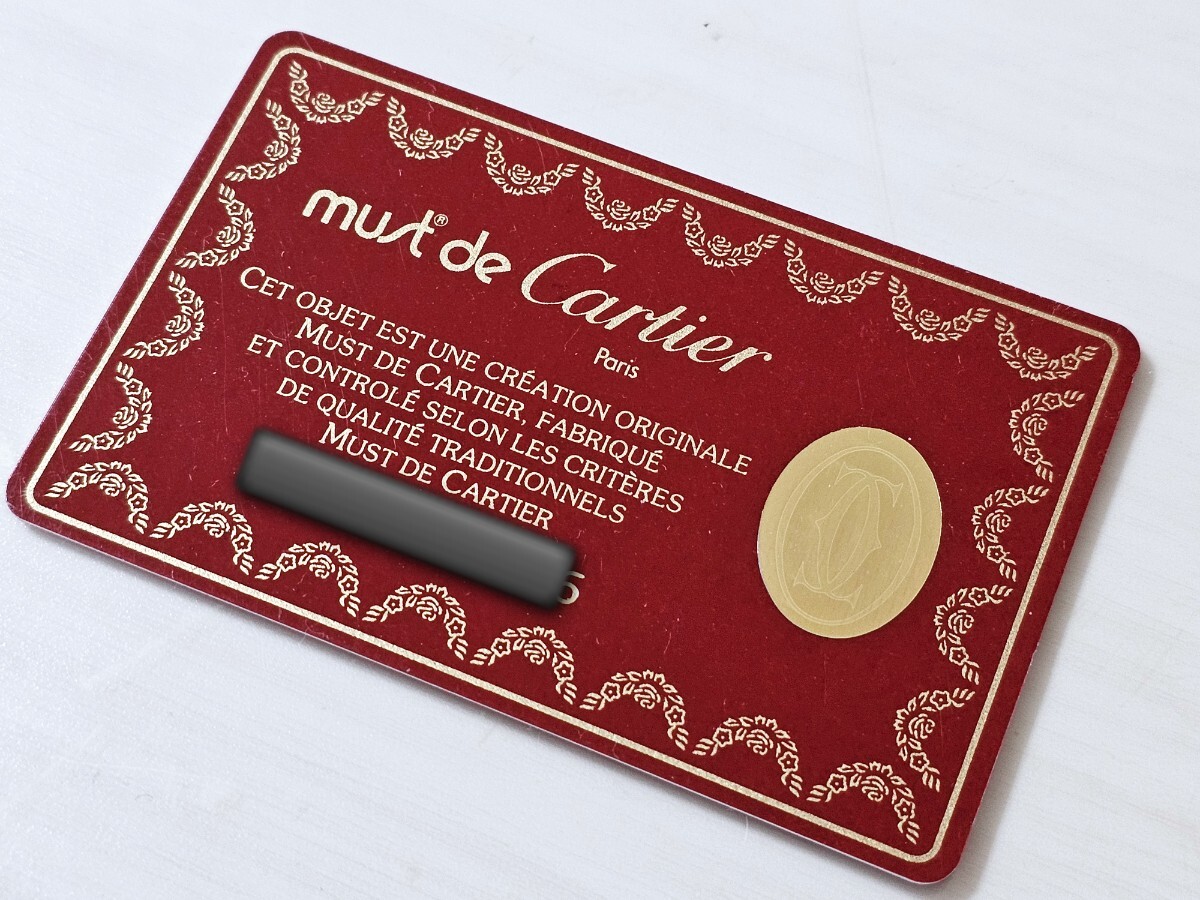 must® de Cartier
Paris
CET OBJET EST UNE CRÉATION ORIGINALE
MUST DE CARTIER, FABRIQUÉ
ET CONTROLÉ SELON LES CRITÈRES
DE QUALITÉ TRADITIONNELS
MUST DE CARTIER